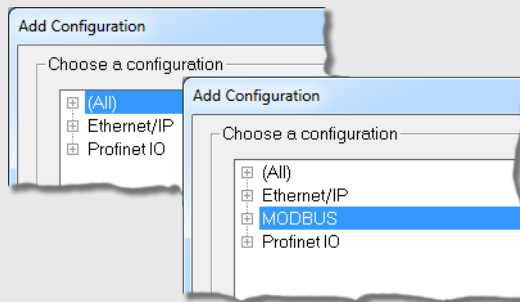 Add Configuration
Choose a configuration
(All)
Ethernet/IP
Profinet IO
Add Configuration
Choose a configuration
(All)
Ethernet/IP
MODBUS
Profinet IO